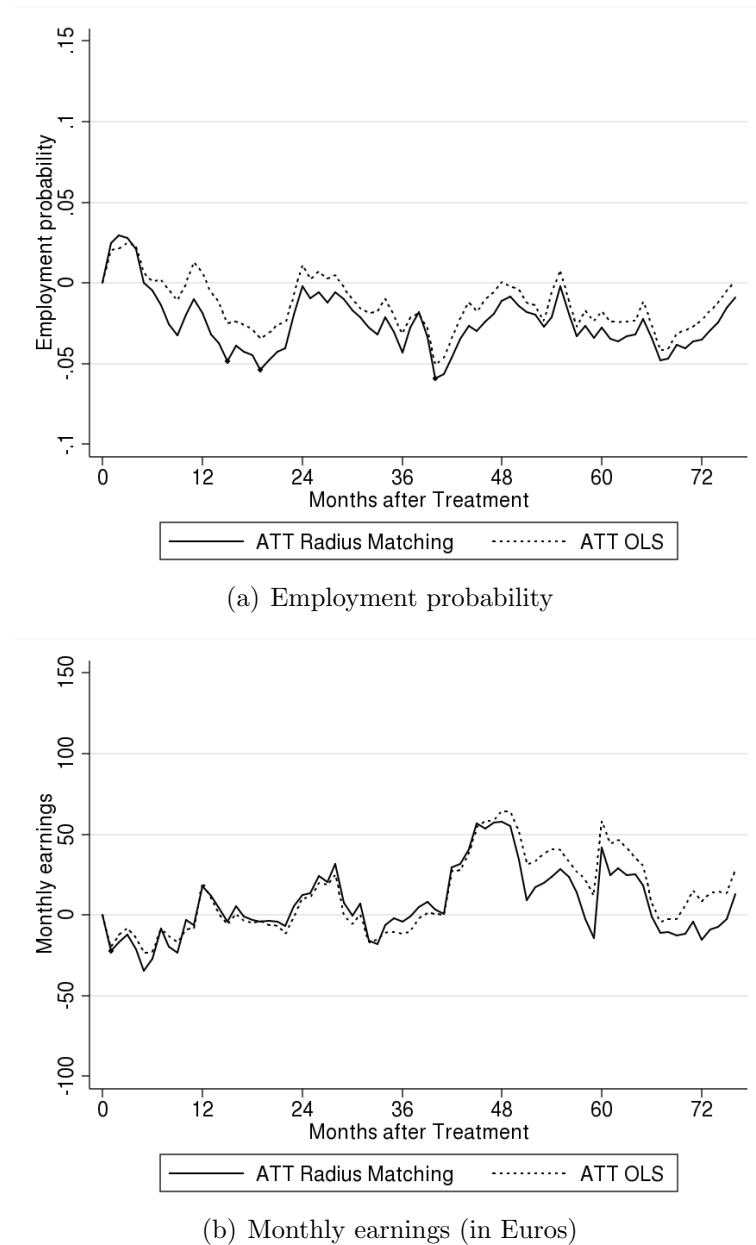 .15
.1
.05
0
-.05
-.1
Employment probability
0 12 24 36 48 60 72
Months after Treatment
ATT Radius Matching ATT OLS
(a) Employment probability
150
100
50
0
-50
-100
Monthly earnings
0 12 24 36 48 60 72
Months after Treatment
ATT Radius Matching ATT OLS
(b) Monthly earnings (in Euros)